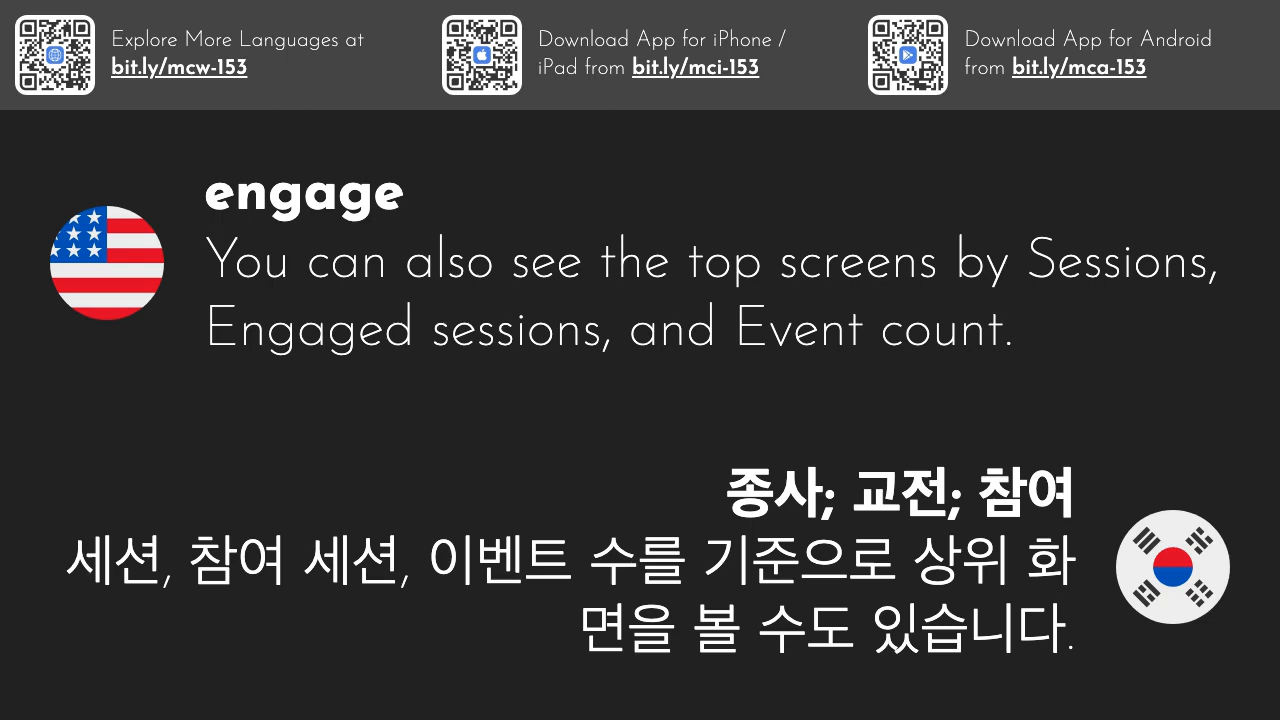 Explore More Languages at
bit.ly/mcw-153
Download App for iPhone /
iPad from bit.ly/mci-153
Download App for Android
from bit.ly/mca-153
engage
You can also see the top screens by Sessions,
Engaged sessions, and Event count.
종사; 교전; 참여
세션, 참여 세션, 이벤트 수를 기준으로 상위 화
면을 볼 수도 있습니다.